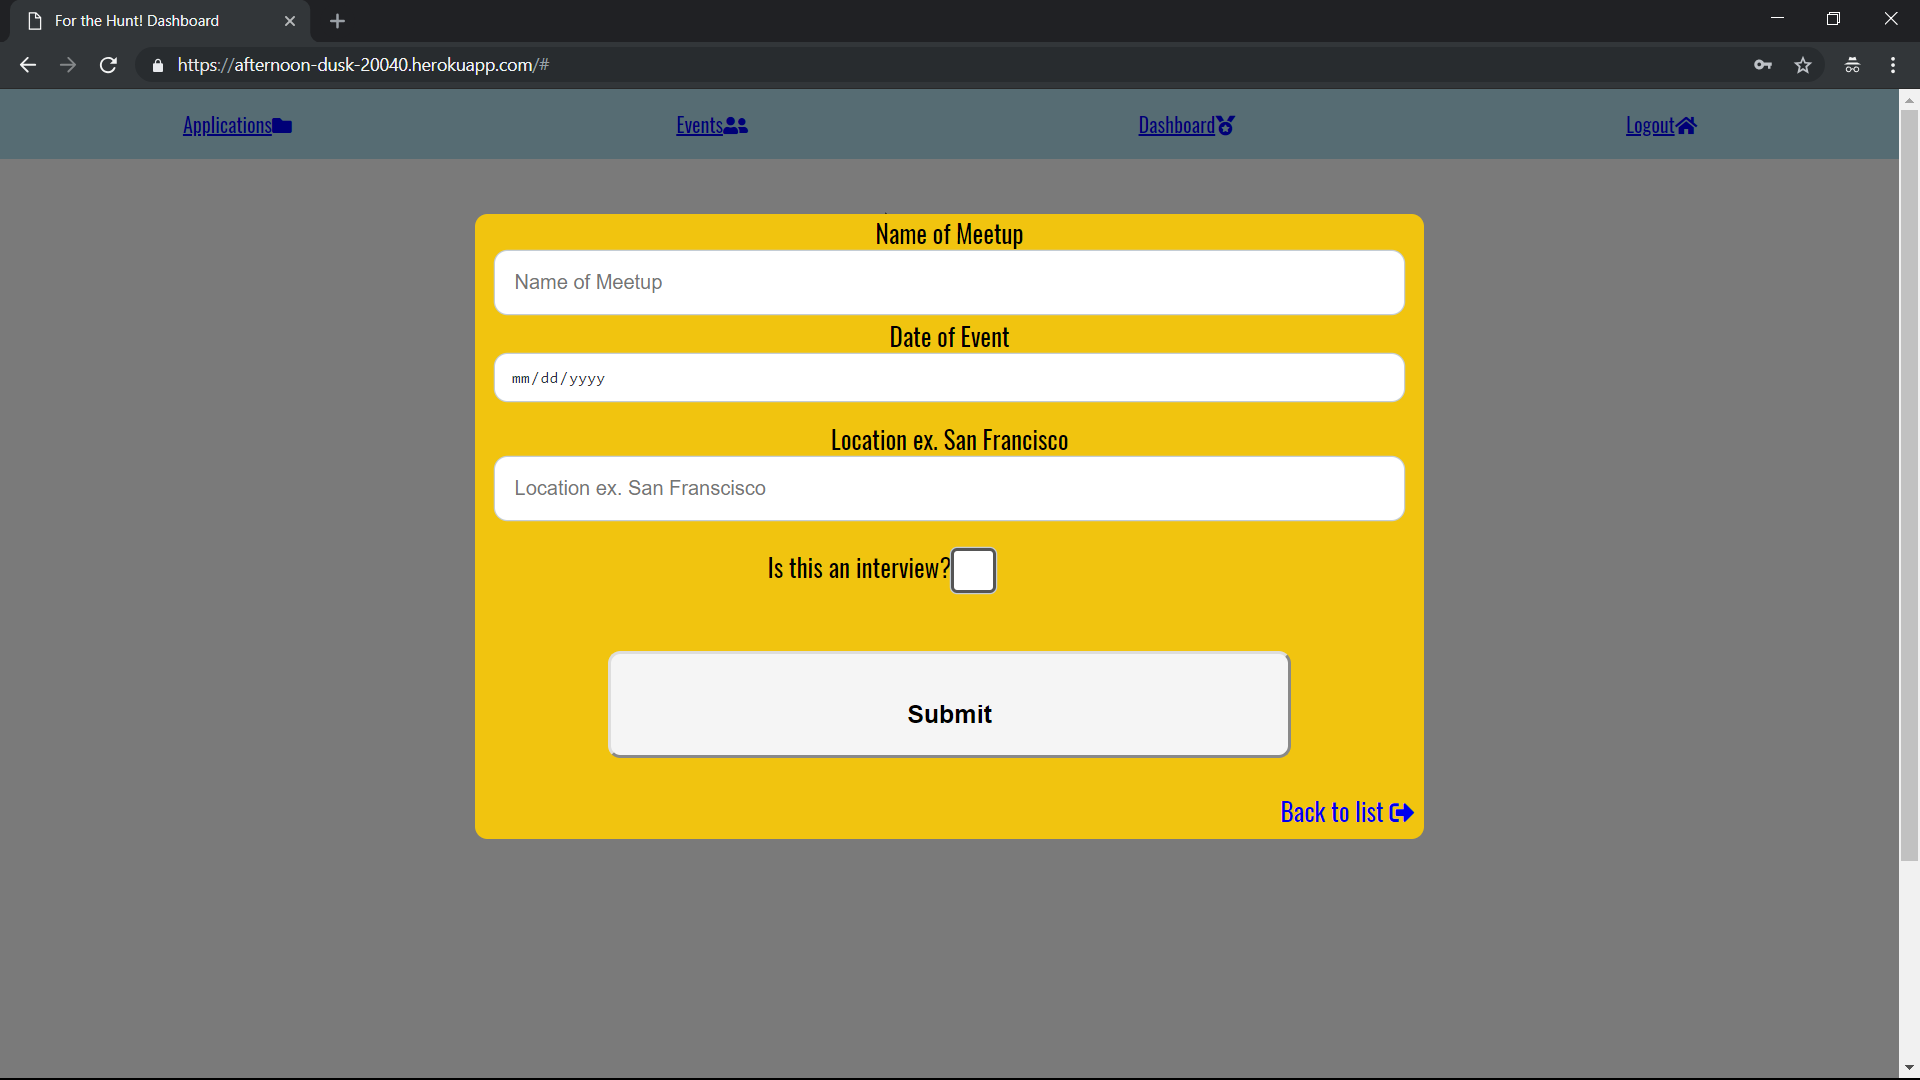 For the Hunt! Dashboard
https://afternoon-dusk-20040.herokuapp.com/#
Applications Events Dashboard Logout
Name of Meetup
Name of Meetup
Date of Event
mm/dd/yyyy
Location ex. San Francisco
Location ex. San Franscisco
Is this an interview?
Submit
Back to list